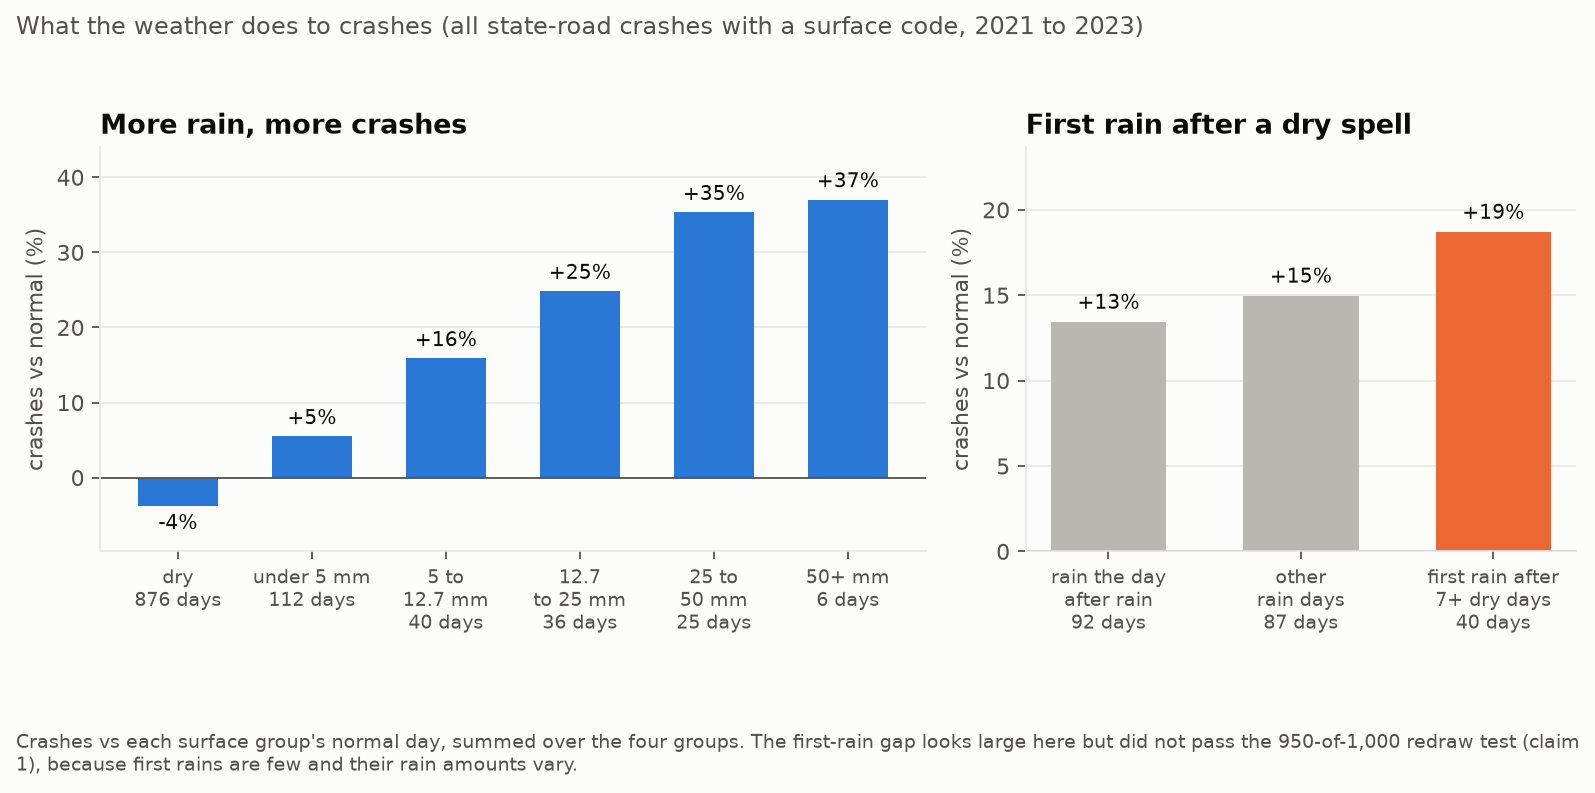 What the weather does to crashes (all state-road crashes with a surface code, 2021 to 2023)
More rain, more crashes
crashes vs normal (%)
40
30
20
10
0
-4%
+5%
+16%
+25%
+35%
+37%
dry
876 days
under 5 mm
112 days
5 to
12.7 mm
40 days
12.7
to 25 mm
36 days
25 to
50 mm
25 days
50+ mm
6 days
First rain after a dry spell
crashes vs normal (%)
20
15
10
5
0
+13%
+15%
+19%
rain the day
after rain
92 days
other
rain days
87 days
first rain after
7+ dry days
40 days
Crashes vs each surface group's normal day, summed over the four groups. The first-rain gap looks large here but did not pass the 950-of-1,000 redraw test (claim
1), because first rains are few and their rain amounts vary.